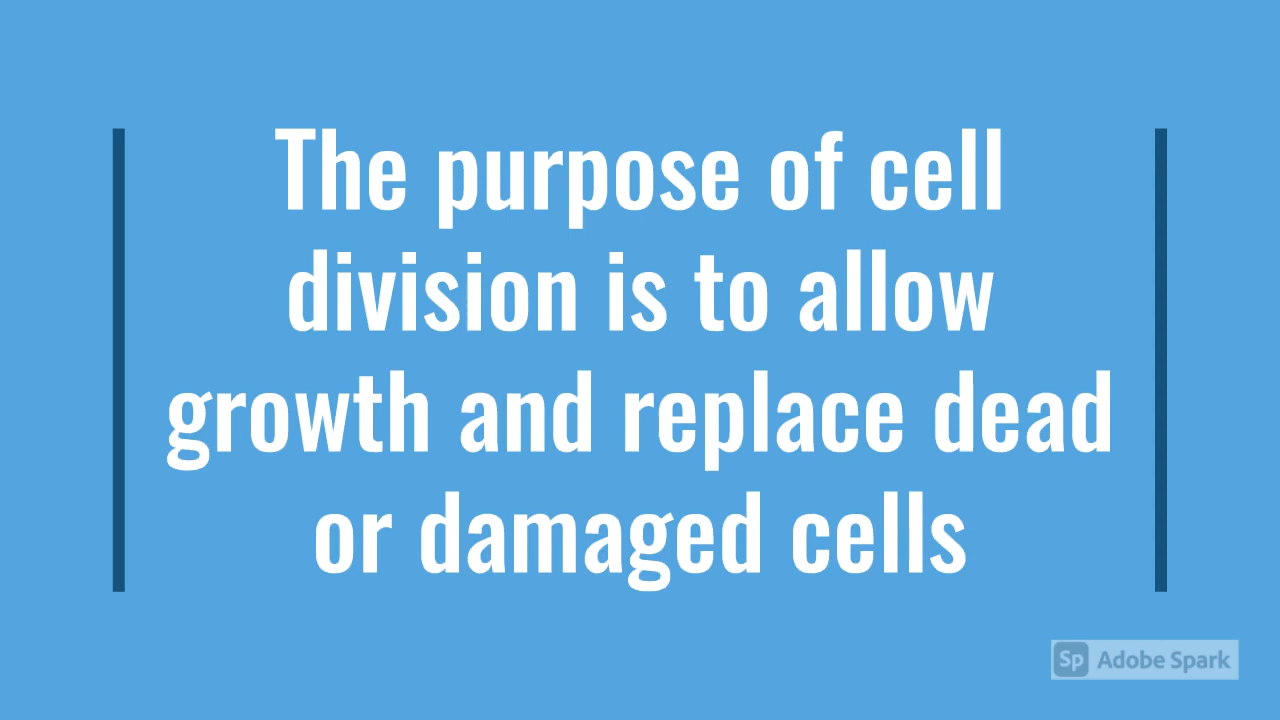 The purpose of cell
division is to allow
growth and replace dead
or damaged cells
Sp Adobe Spark